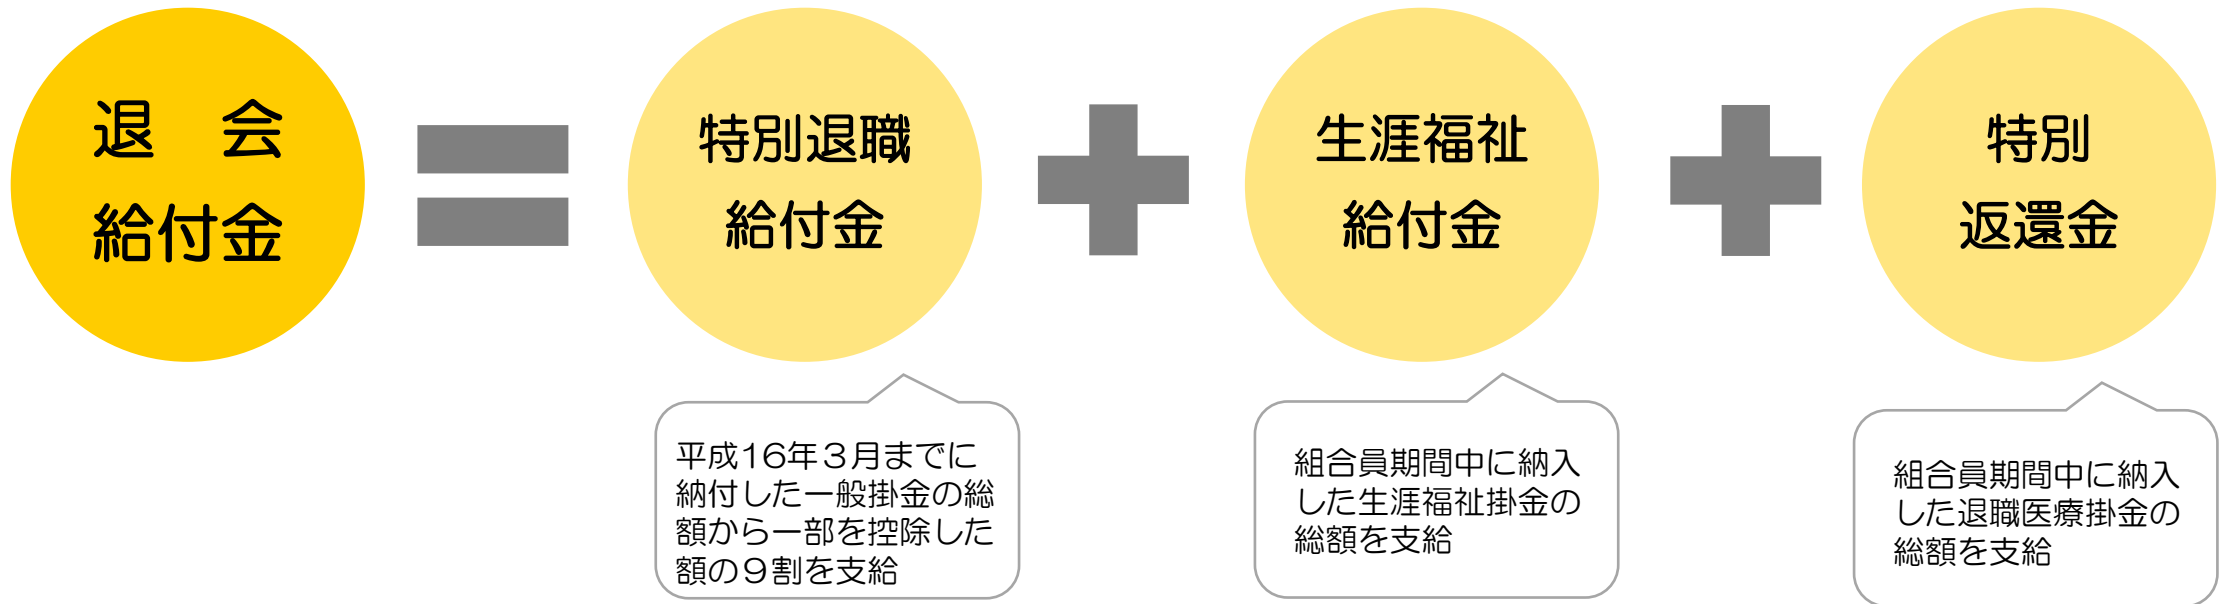 退　会
給付金
特別退職
給付金
生涯福祉
給付金
特別
返還金
平成16年３月までに
納付した一般掛金の総
額から一部を控除した
額の９割を支給
組合員期間中に納入
した生涯福祉掛金の
総額を支給
組合員期間中に納入
した退職医療掛金の
総額を支給